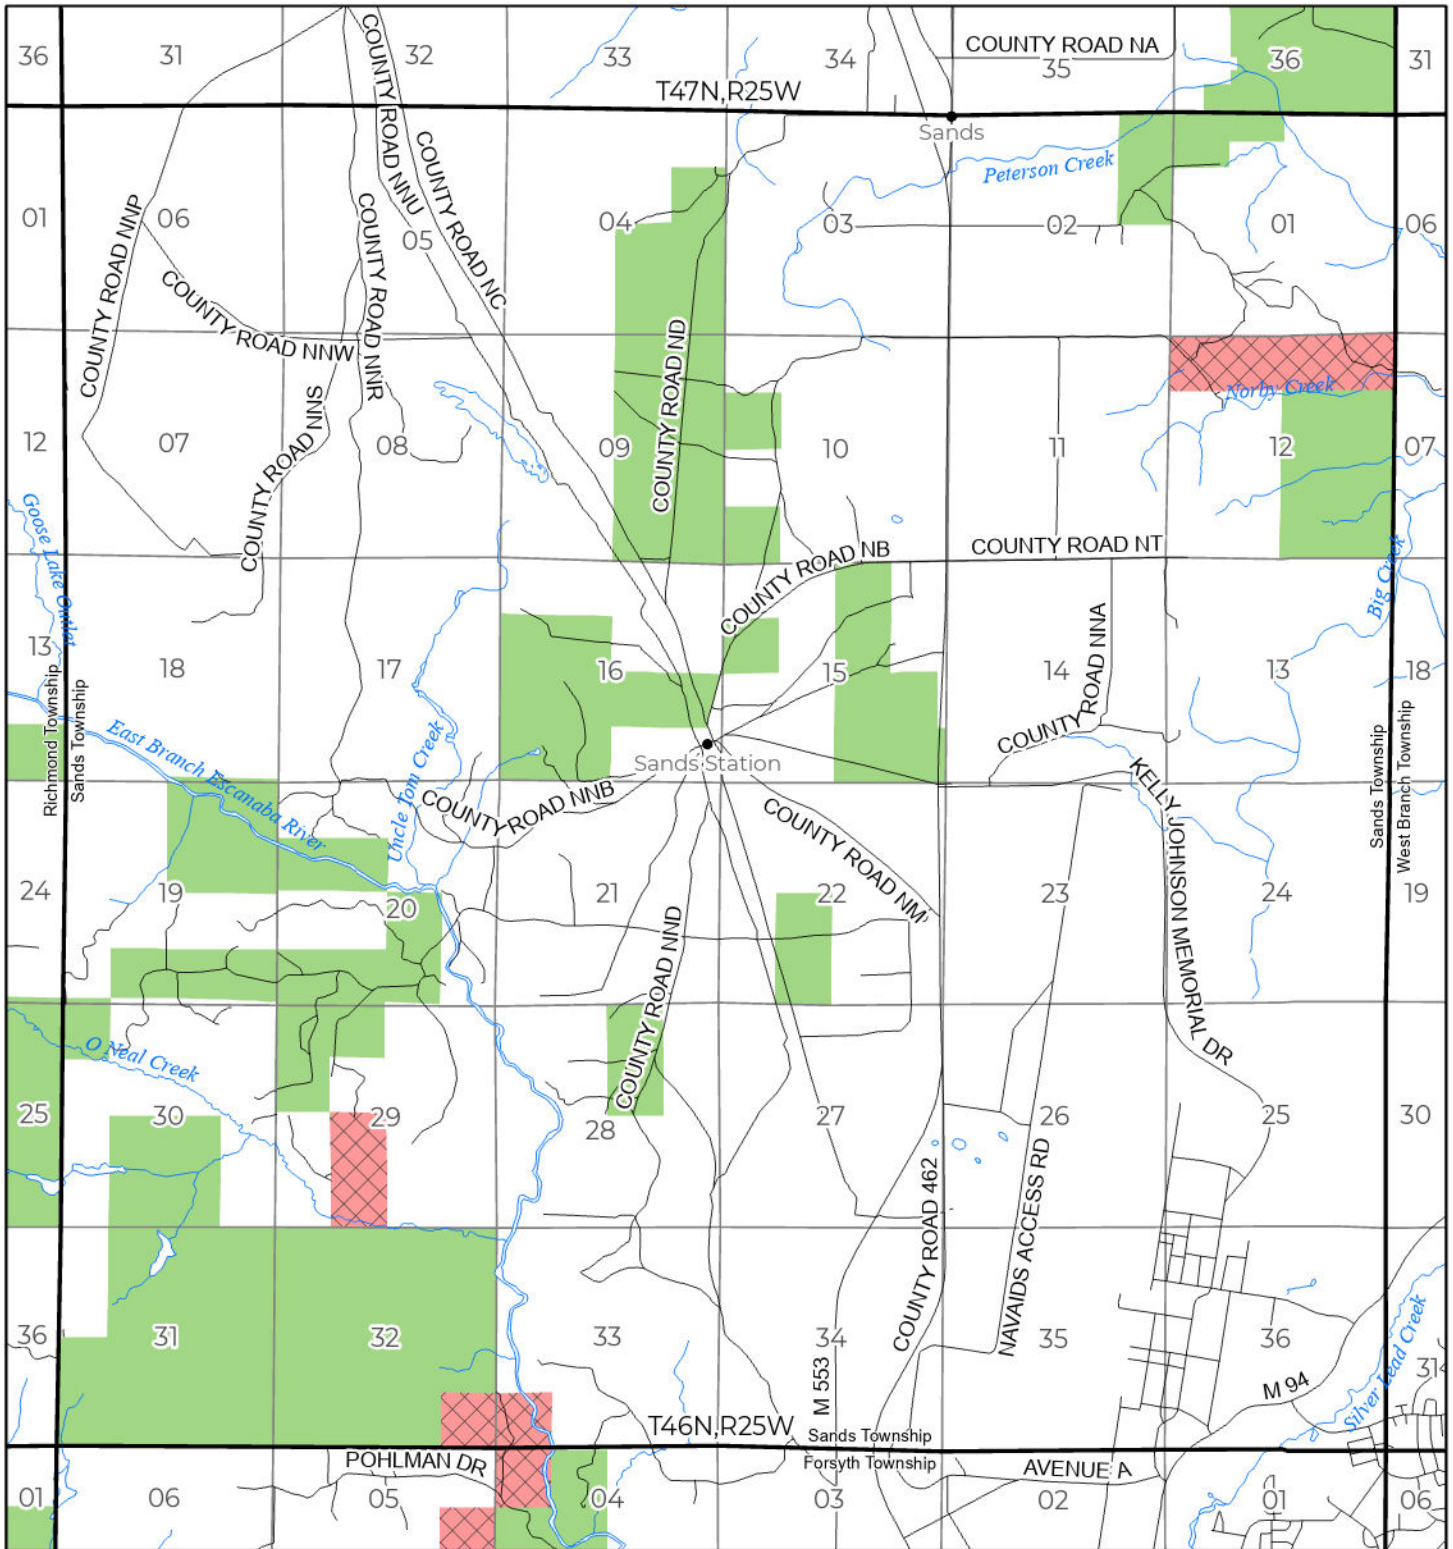 36
31
32
33
34
COUNTY ROAD NA
35
36
31
T47N,R25W
Sands
Peterson Creek
COUNTY ROAD NNU
COUNTY ROAD NC
COUNTY ROAD NNP
COUNTY ROAD NNR
01
06
05
04
03
02
01
06
COUNTY ROAD NNW
COUNTY ROAD NNS
COUNTY ROAD ND
Norby Creek
12
07
08
09
10
11
12
07
Goose Lake Outlet
COUNTY ROAD NB
COUNTY ROAD NT
Big Creek
COUNTY ROAD NNA
13
18
17
16
15
14
13
18
Richmond Township
Sands Township
East Branch Escanaba River
Uncle Tom Creek
Sands Station
COUNTY ROAD NNB
COUNTY ROAD NM
KELLY JOHNSON MEMORIAL DR
Sands Township
West Branch Township
24
19
20
21
22
23
24
19
COUNTY ROAD NND
O Neal Creek
25
30
29
28
27
26
25
30
COUNTY ROAD 462
NAVAIDS ACCESS RD
36
31
32
33
34
35
36
314
M 553
M 94
Silver Lead Creek
T46N,R25W
Sands Township
Forsyth Township
POHLMAN DR
AVENUE A
01
06
05
04
03
02
01
06